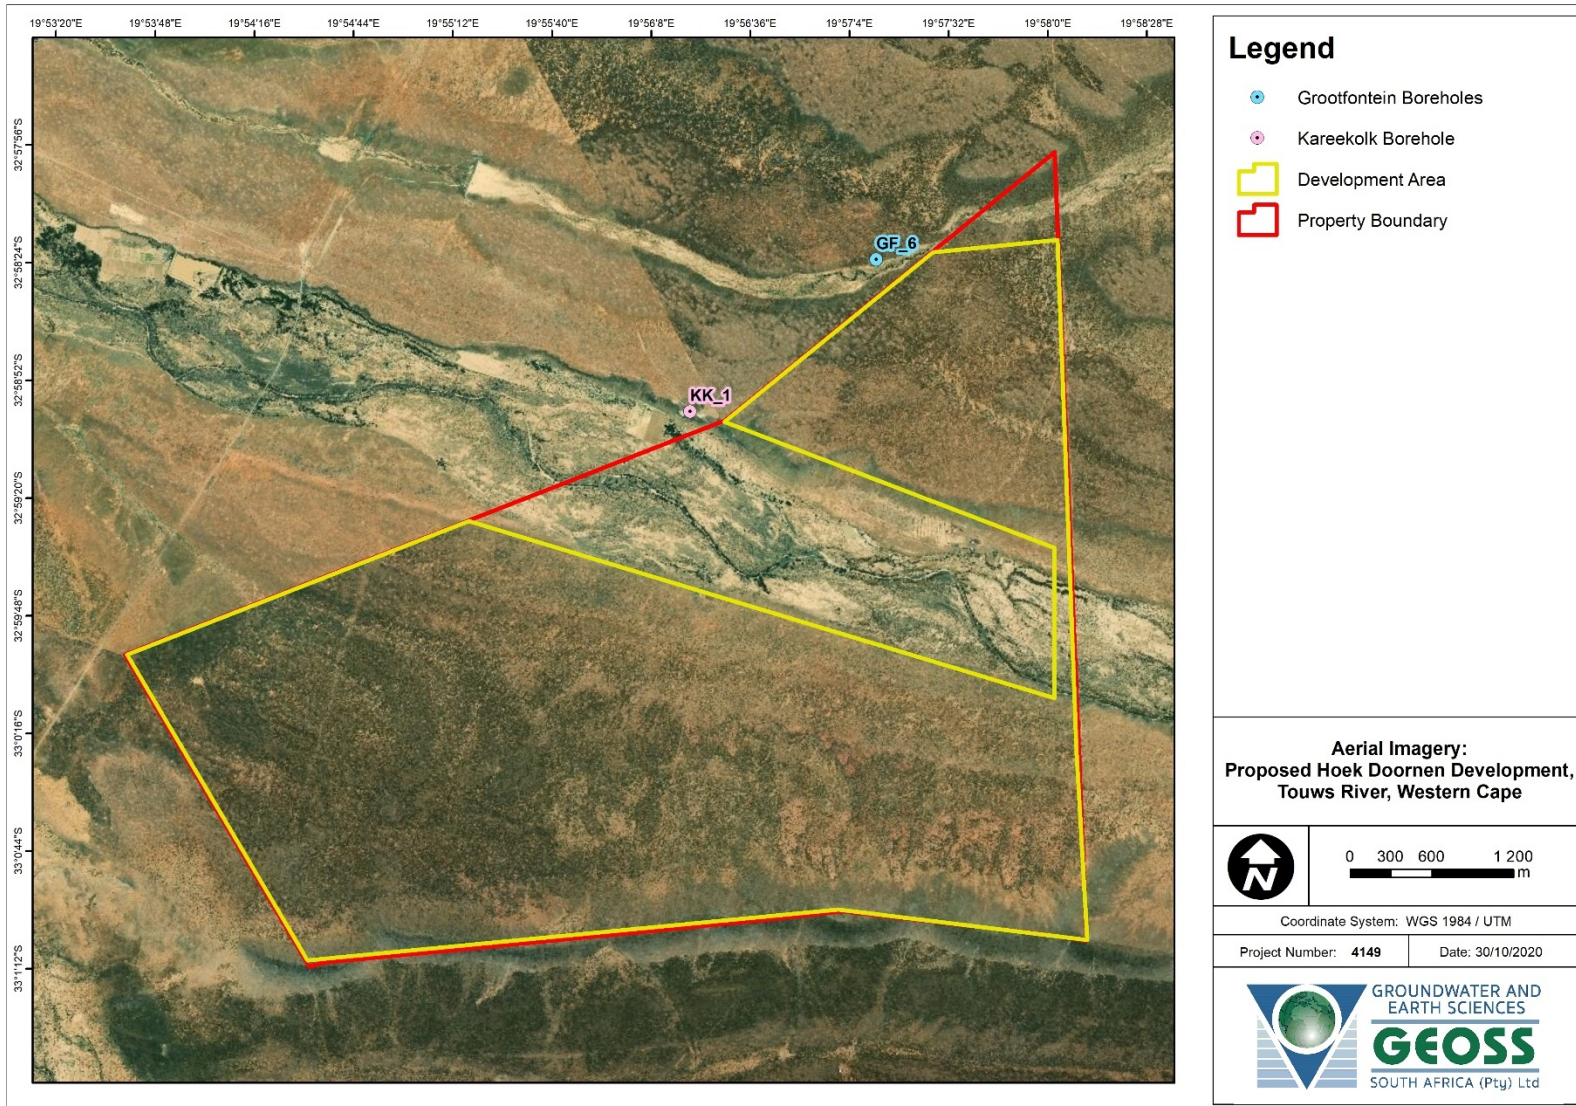 19°53'20"E 19°53'48"E 19°54'16"E 19°54'44"E 19°55'12"E 19°55'40"E 19°56'8"E 19°56'36"E 19°57'4"E 19°57'32"E 19°58'0"E 19°58'28"E
32°57'56"S
32°58'24"S
32°58'52"S
32°59'20"S
32°59'48"S
33°0'16"S
33°0'44"S
33°1'12"S
GF_6
KK_1
Legend
Grootfontein Boreholes
Kareekolk Borehole
Development Area
Property Boundary
Aerial Imagery:
Proposed Hoek Doornen Development,
Touws River, Western Cape
N
0 300 600 1 200
m
Coordinate System: WGS 1984 / UTM
Project Number: 4149 Date: 30/10/2020
GROUNDWATER AND
EARTH SCIENCES
GEOSS
SOUTH AFRICA (Pty) Ltd